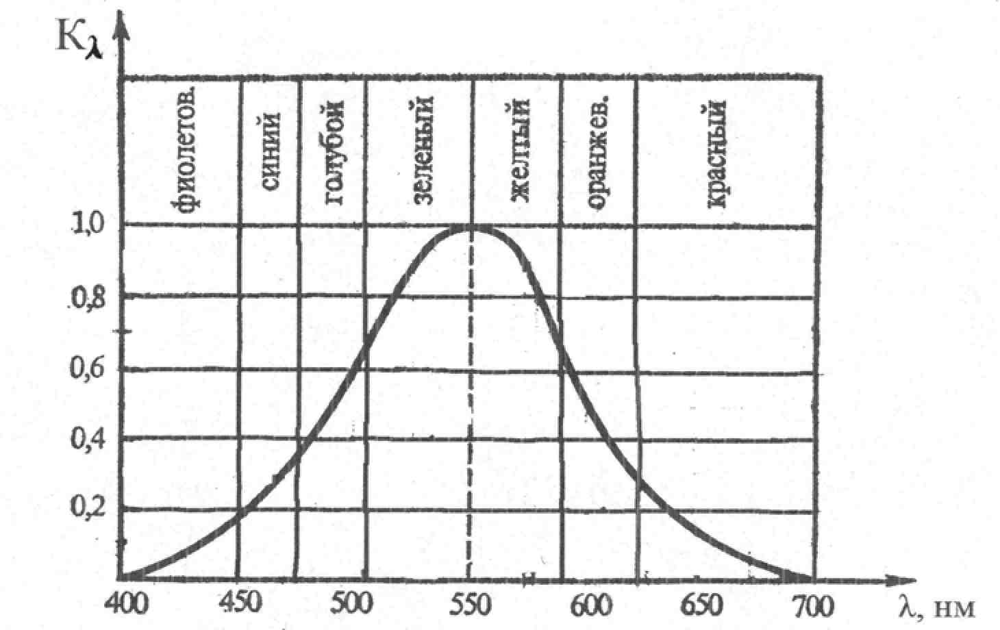 Kλ
фиолетов.
синий
голубой
зеленый
желтый
оранжев.
красный
1,0
0,8
0,6
0,4
0,2
400 450 500 550 600 650 700 λ, нм